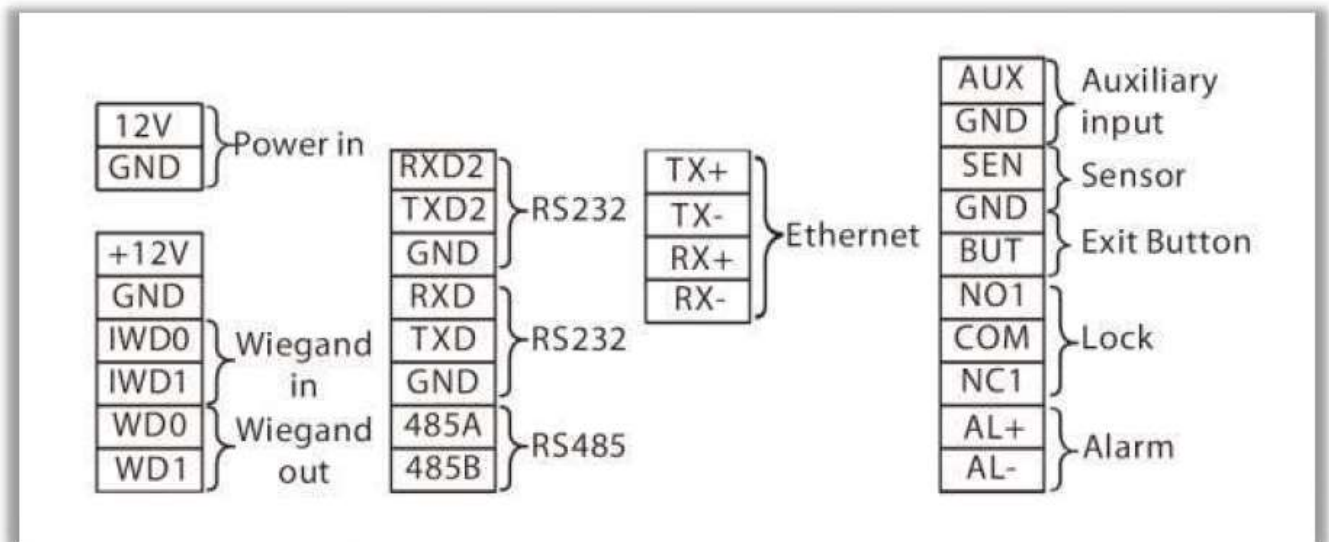 12V
GND
Power in
+12V
GND
IWD0
IWD1
WD0
WD1
Wiegand
in
Wiegand
out
RXD2
TXD2
GND
RXD
TXD
GND
485A
485B
RS232
RS232
RS485
TX+
TX-
RX+
RX-
Ethernet
AUX
GND
SEN
GND
BUT
NO1
COM
NC1
AL+
AL-
Auxiliary
input
Sensor
Exit Button
Lock
Alarm